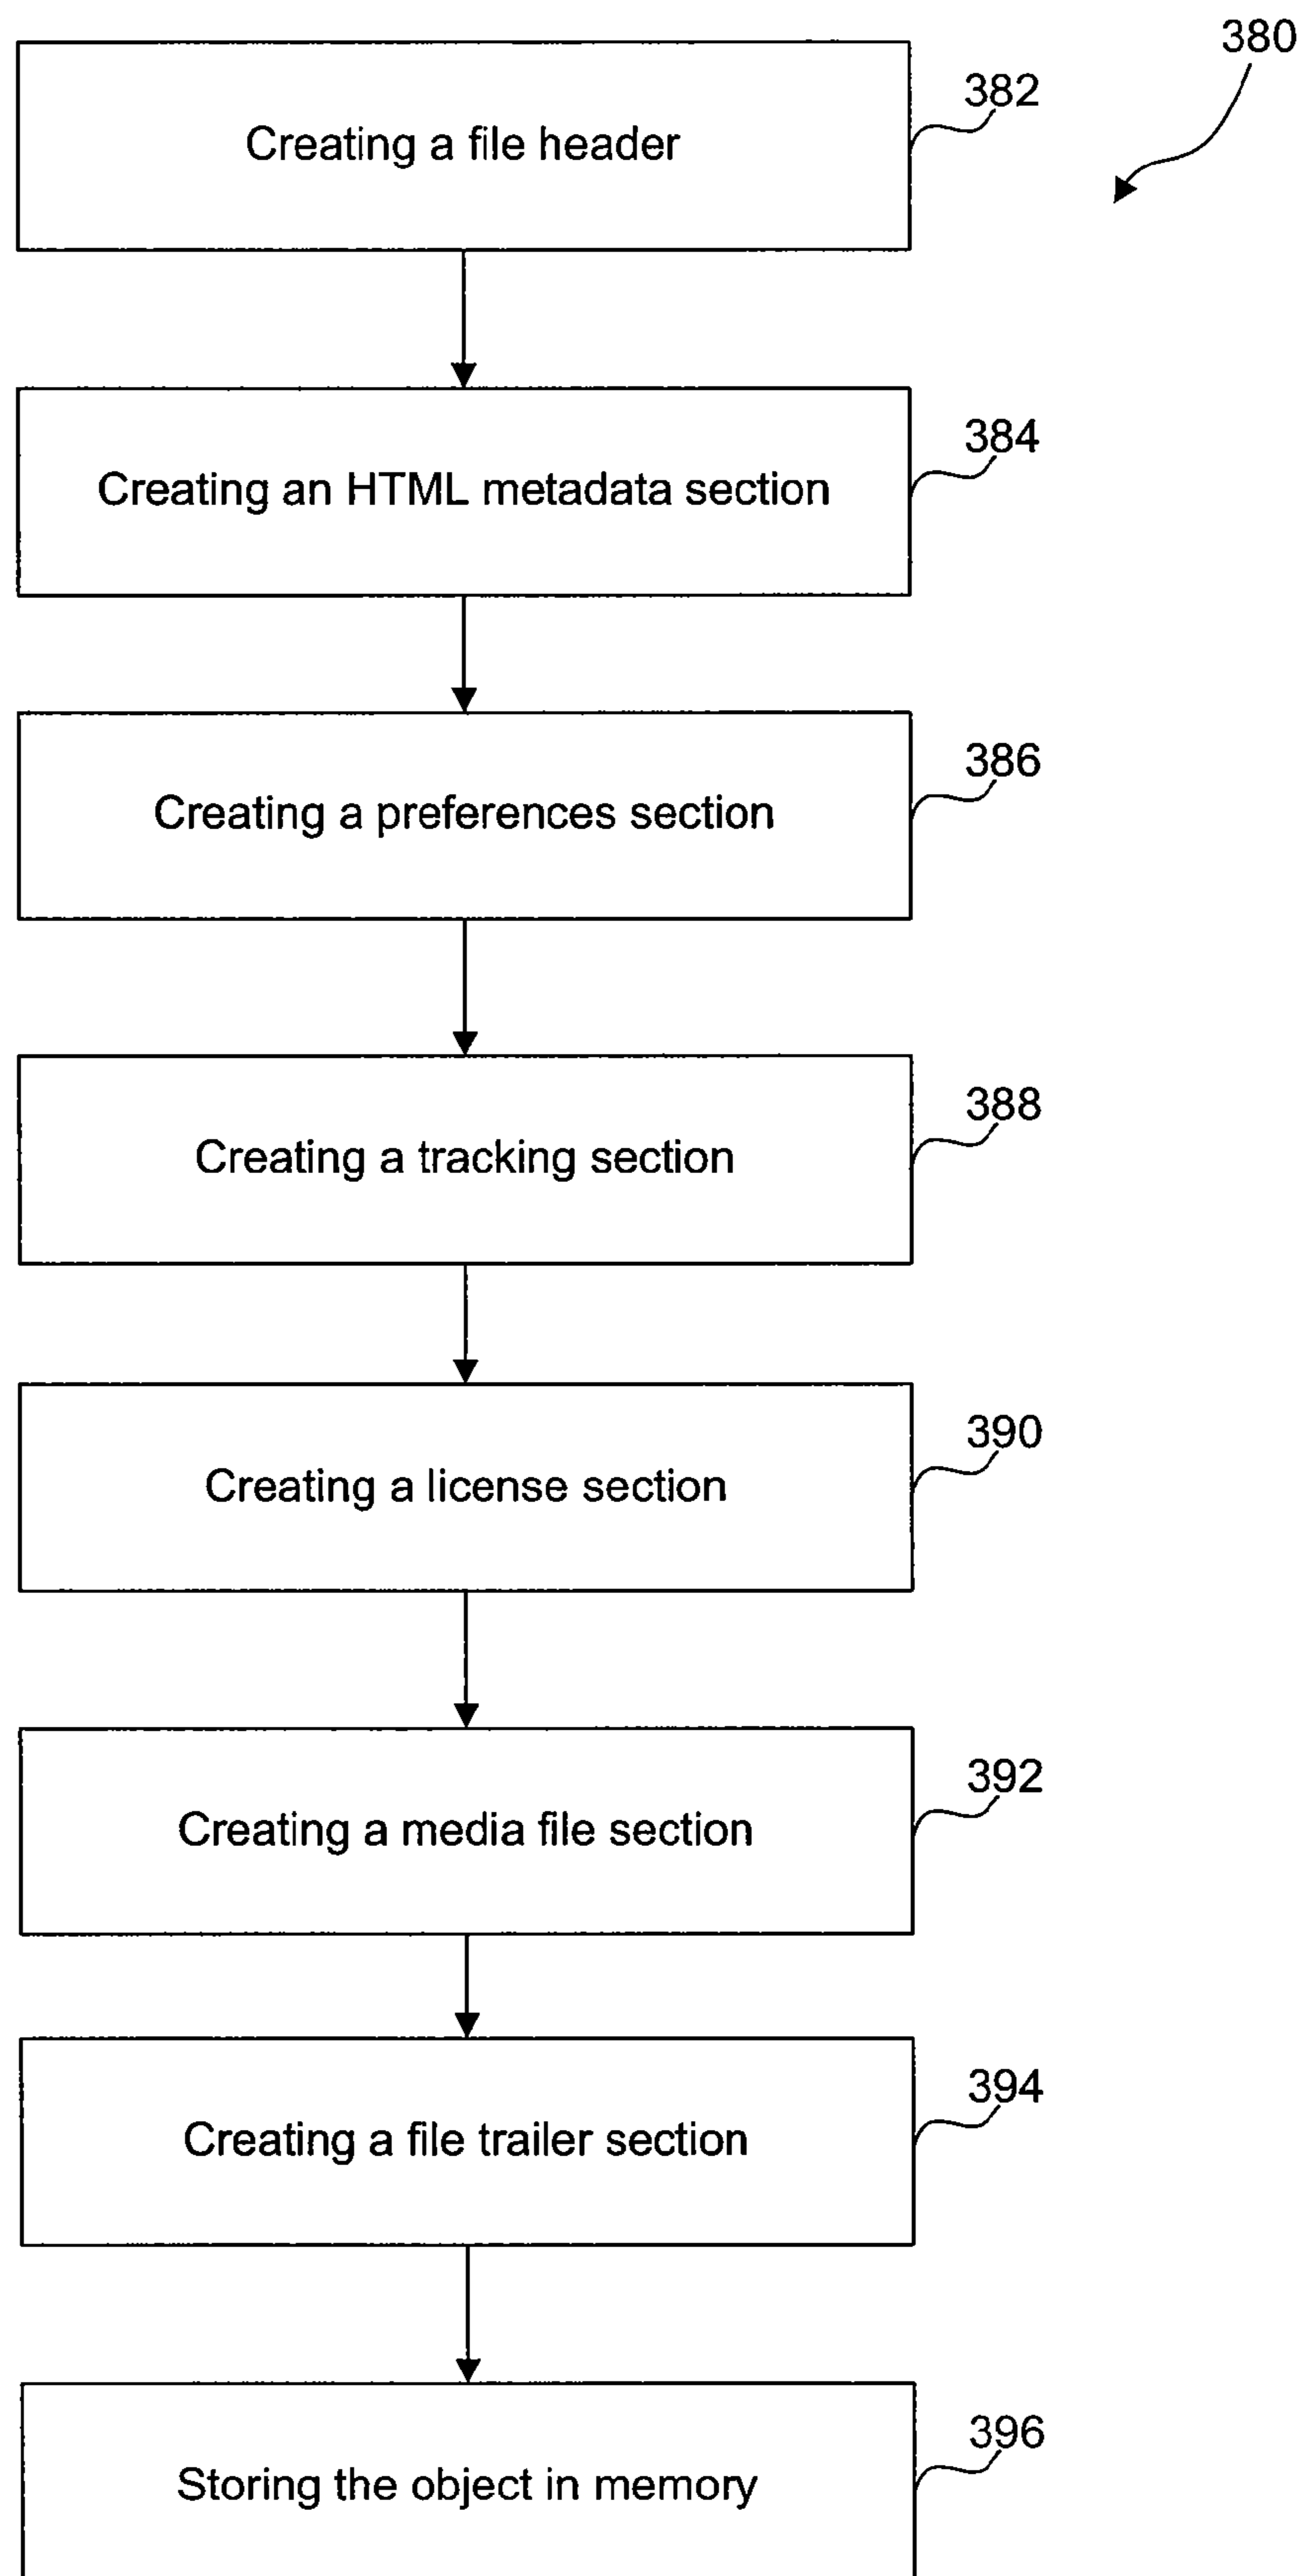 380
382
Creating a file header
384
Creating an HTML metadata section
386
Creating a preferences section
388
Creating a tracking section
390
Creating a license section
392
Creating a media file section
394
Creating a file trailer section
396
Storing the object in memory